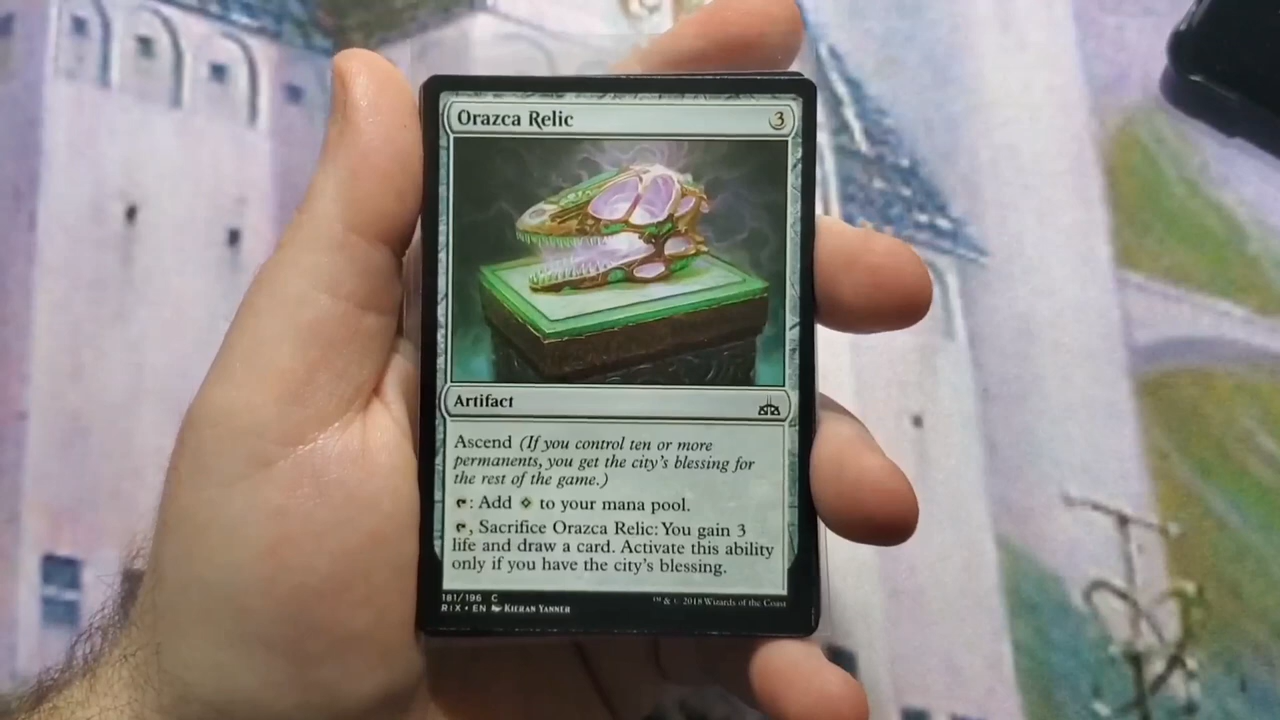 Orazca Relic 3
Artifact
Ascend (If you control ten or more
permanents, you get the city's blessing for
the rest of the game.)
: Add to your mana pool.
, Sacrifice Orazca Relic: You gain 3
life and draw a card. Activate this ability
only if you have the city's blessing.
181/196 C
RIX • EN KIERAN YANNER
™ & © 2018 Wizards of the Coast